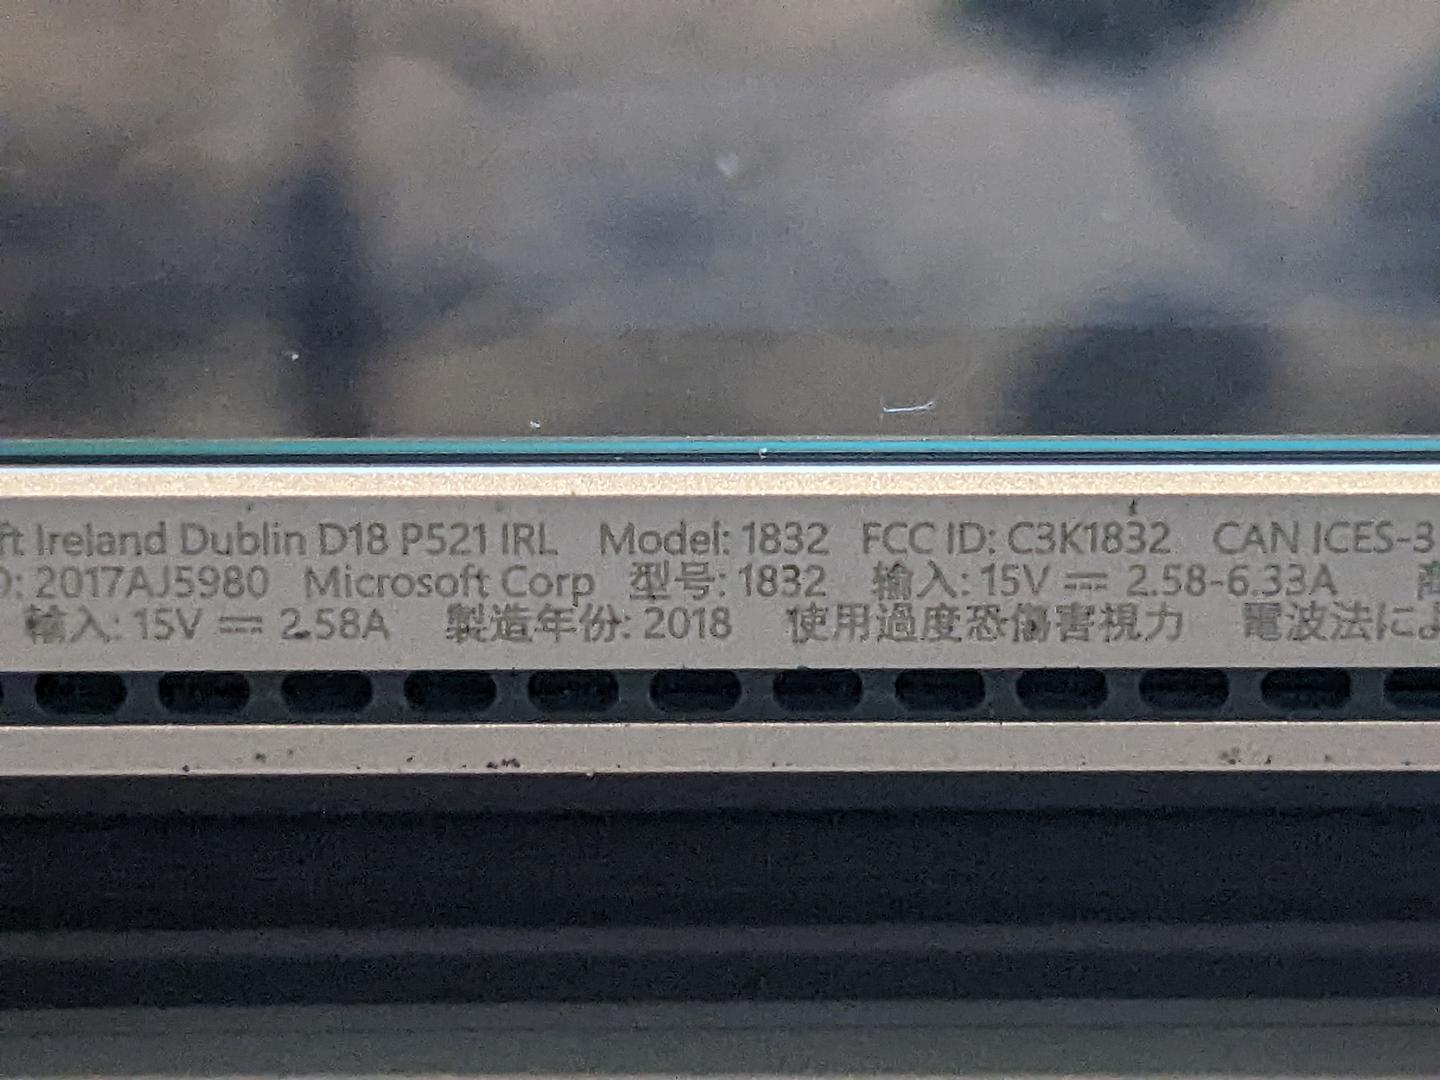 ft Ireland Dublin D18 P521 IRL Model: 1832 FCC ID: C3K1832 CAN ICES-3
D: 2017AJ5980 Microsoft Corp 型号: 1832 输入: 15V ⎓ 2.58-6.33A 商
輸入: 15V ⎓ 2.58A 製造年份: 2018 使用過度恐傷害視力 電波法によ